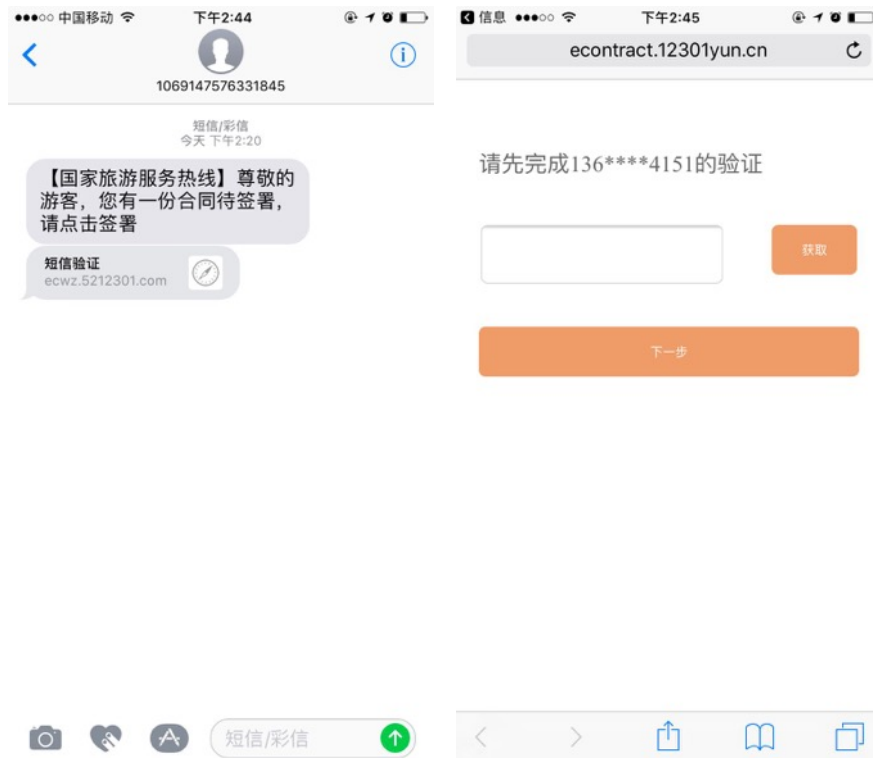 中国移动
下午2:44
1069147576331845
短信/彩信
今天 下午2:20
【国家旅游服务热线】尊敬的
游客，您有一份合同待签署，
请点击签署
短信验证
ecwz.5212301.com
短信/彩信
信息
下午2:45
econtract.12301yun.cn
请先完成136****4151的验证
获取
下一步